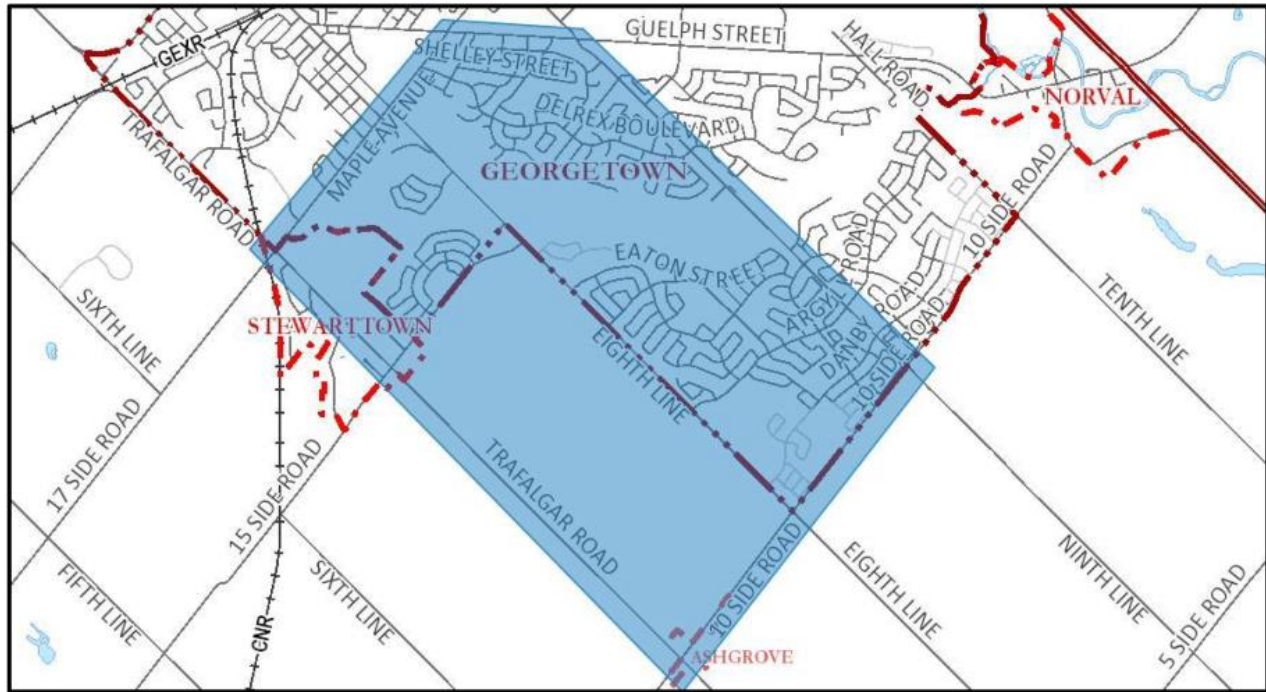 GUELPH STREET
GEXR
SHELLEY STREET
HALL ROAD
NORVAL
MAPLE AVENUE
DELREX BOULEVARD
TRAFALGAR ROAD
GEORGETOWN
10 SIDE ROAD
EATON STREET
ROAD
SIXTH LINE
STEWARTTOWN
ARGYLL
DANBY
ROAD
10 SIDE ROAD
TENTH LINE
EIGHTH LINE
17 SIDE ROAD
15 SIDE ROAD
TRAFALGAR ROAD
FIFTH LINE
SIXTH LINE
CNR
10 SIDE ROAD
EIGHTH LINE
NINTH LINE
5 SIDE ROAD
ASHGROVE